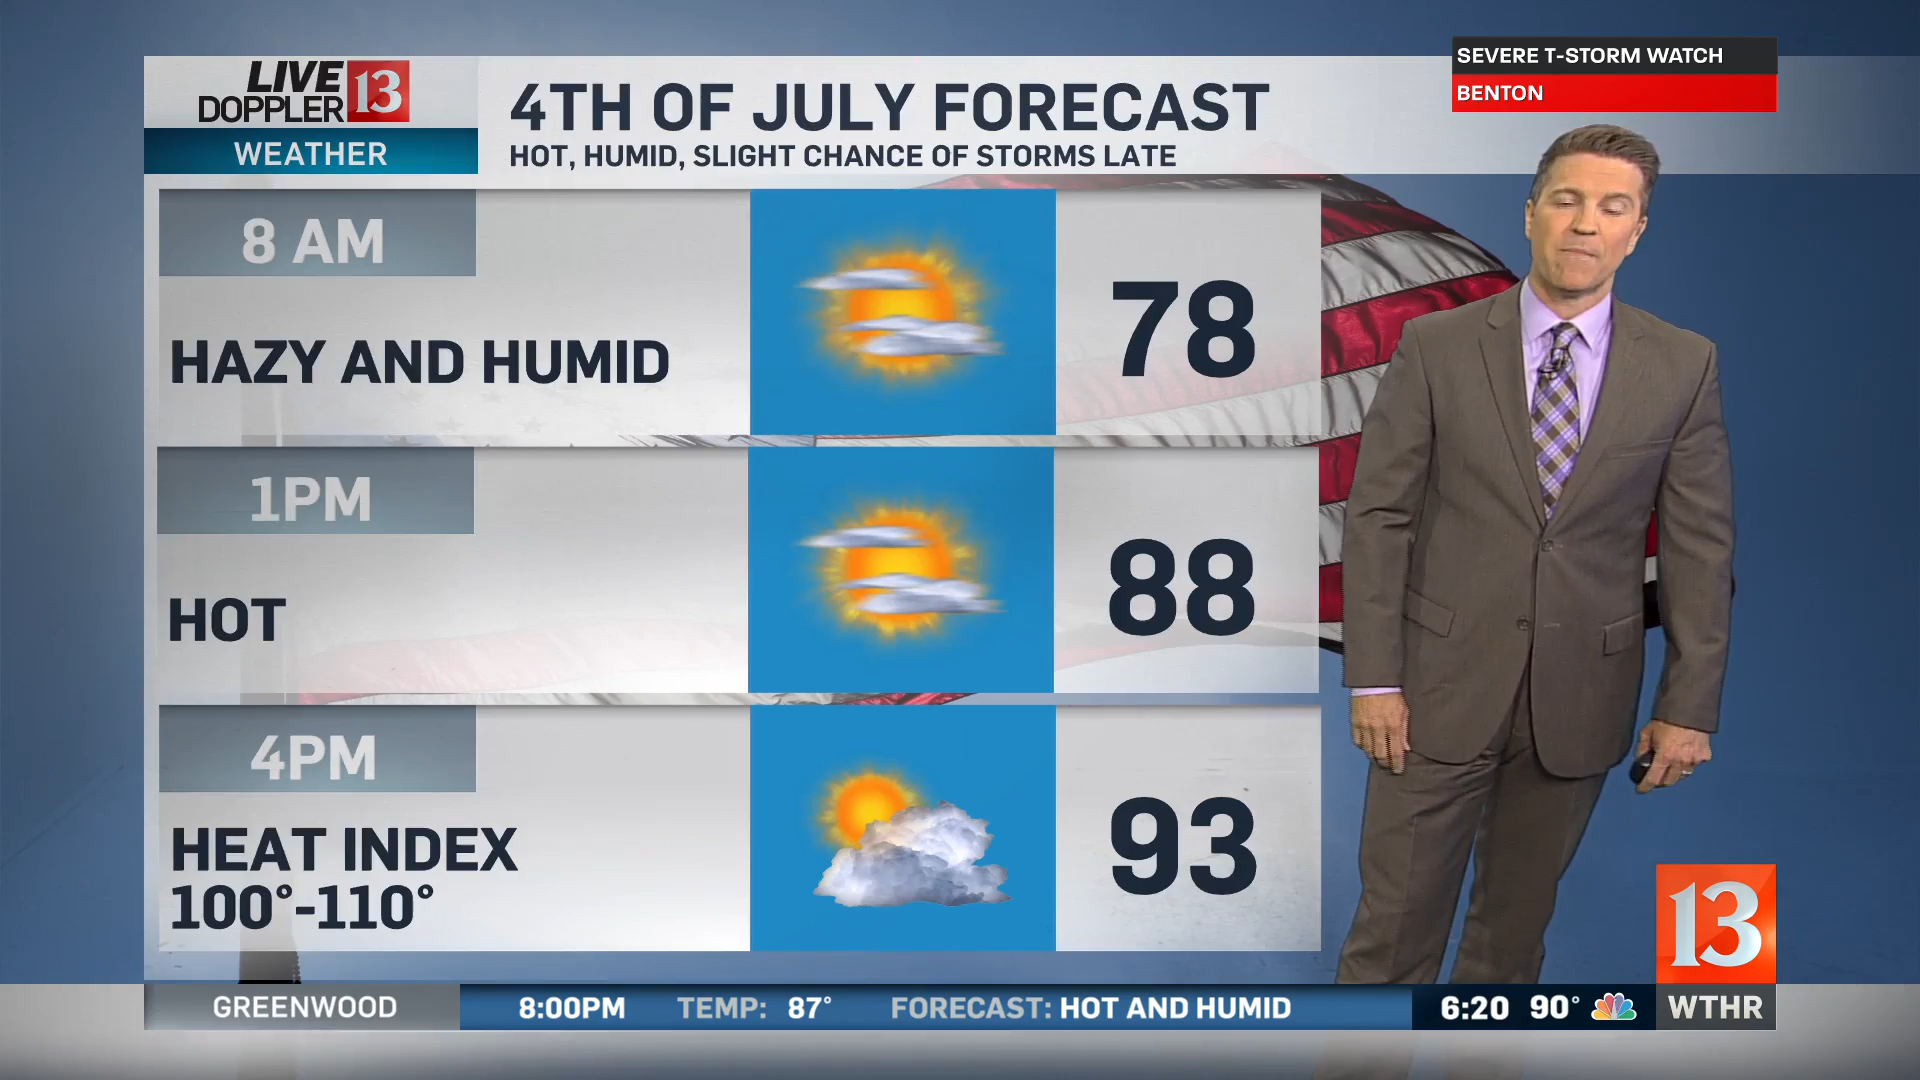 LIVE
DOPPLER 13
WEATHER
4TH OF JULY FORECAST
HOT, HUMID, SLIGHT CHANCE OF STORMS LATE
SEVERE T-STORM WATCH
BENTON
8 AM
HAZY AND HUMID
78
1PM
HOT
88
4PM
HEAT INDEX
100°-110°
93
13
GREENWOOD
8:00PM TEMP: 87° FORECAST: HOT AND HUMID
6:20 90°
WTHR